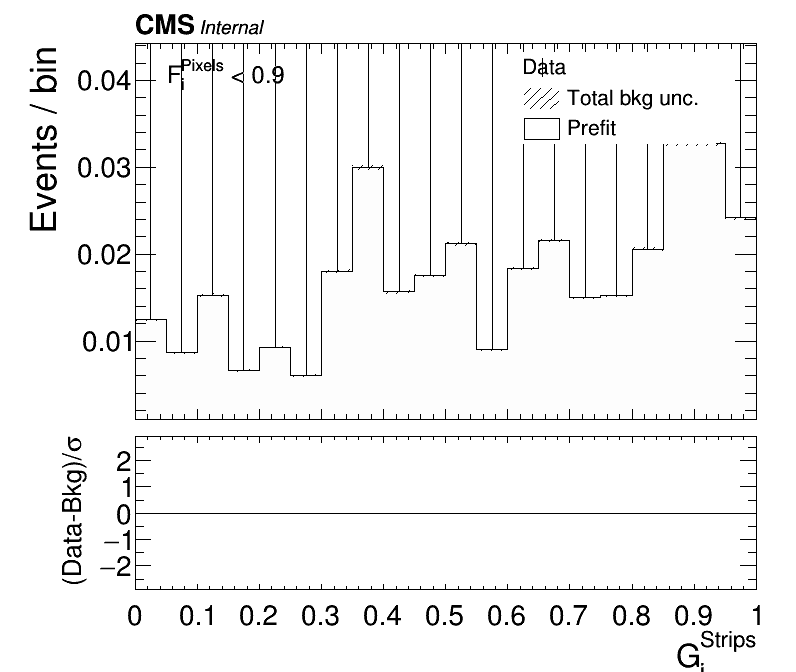 CMS Internal
Events / bin
F_i^Pixels < 0.9
Data
Total bkg unc.
Prefit
0.04
0.03
0.02
0.01
(Data-Bkg)/σ
2
1
0
−1
−2
0 0.1 0.2 0.3 0.4 0.5 0.6 0.7 0.8 0.9 1
G_i^Strips